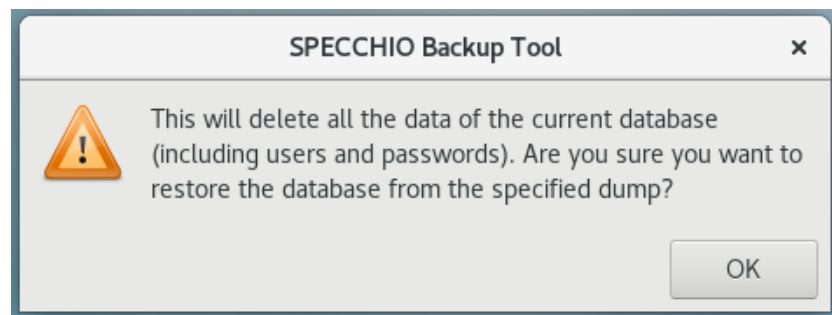 SPECCHIO Backup Tool
This will delete all the data of the current database
(including users and passwords). Are you sure you want to
restore the database from the specified dump?
OK